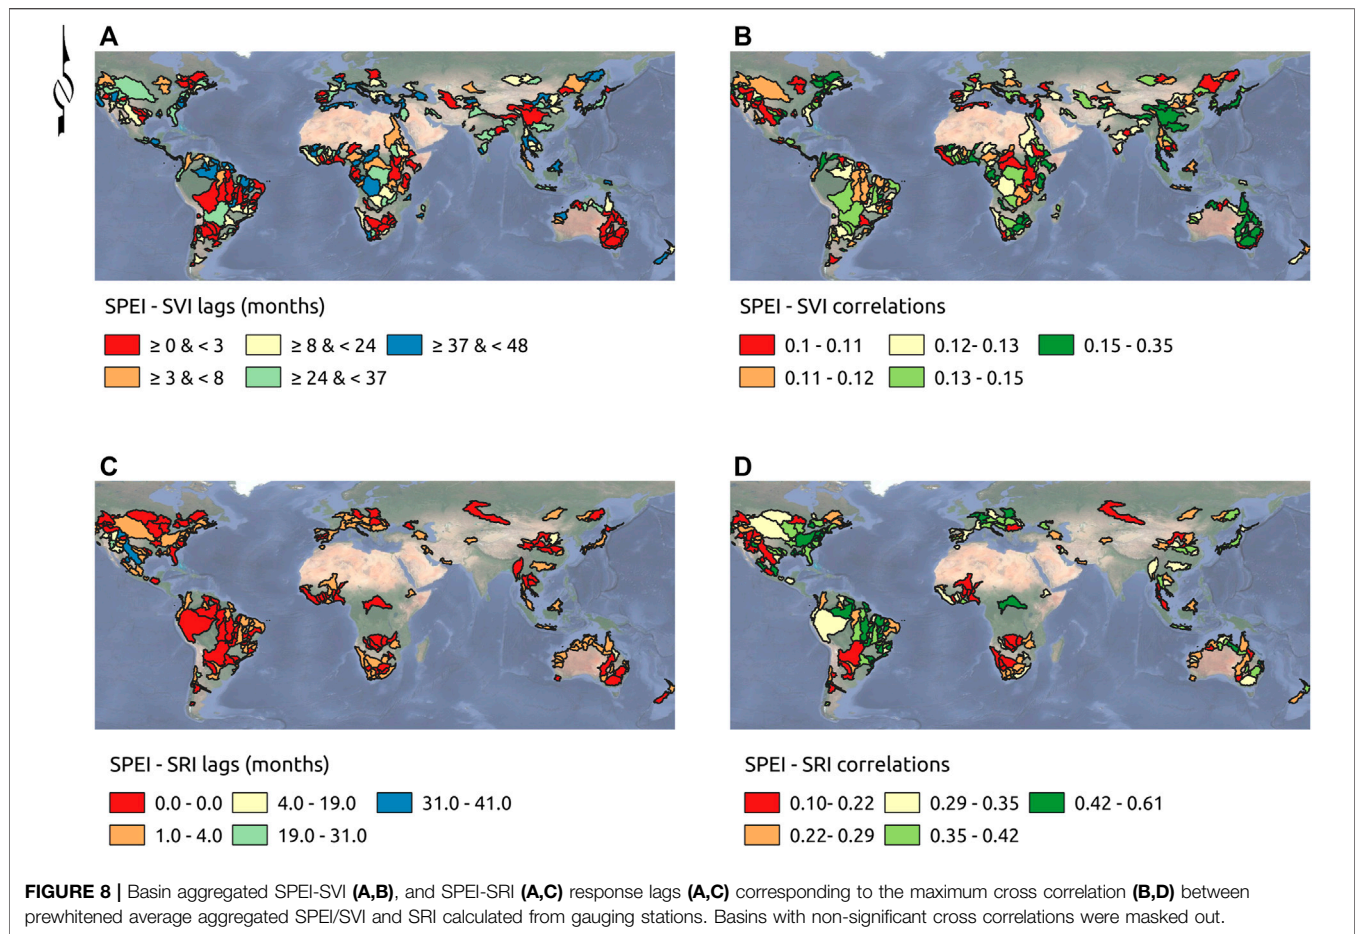 A
B
SPEI - SVI lags (months)
≥ 0 & < 3
≥ 8 & < 24
≥ 37 & < 48
≥ 3 & < 8
≥ 24 & < 37
SPEI - SVI correlations
0.1 - 0.11
0.12- 0.13
0.15 - 0.35
0.11 - 0.12
0.13 - 0.15
C
D
SPEI - SRI lags (months)
0.0 - 0.0
4.0 - 19.0
31.0 - 41.0
1.0 - 4.0
19.0 - 31.0
SPEI - SRI correlations
0.10- 0.22
0.29 - 0.35
0.42 - 0.61
0.22- 0.29
0.35 - 0.42
FIGURE 8 | Basin aggregated SPEI-SVI (A,B), and SPEI-SRI (A,C) response lags (A,C) corresponding to the maximum cross correlation (B,D) between
prewhitened average aggregated SPEI/SVI and SRI calculated from gauging stations. Basins with non-significant cross correlations were masked out.